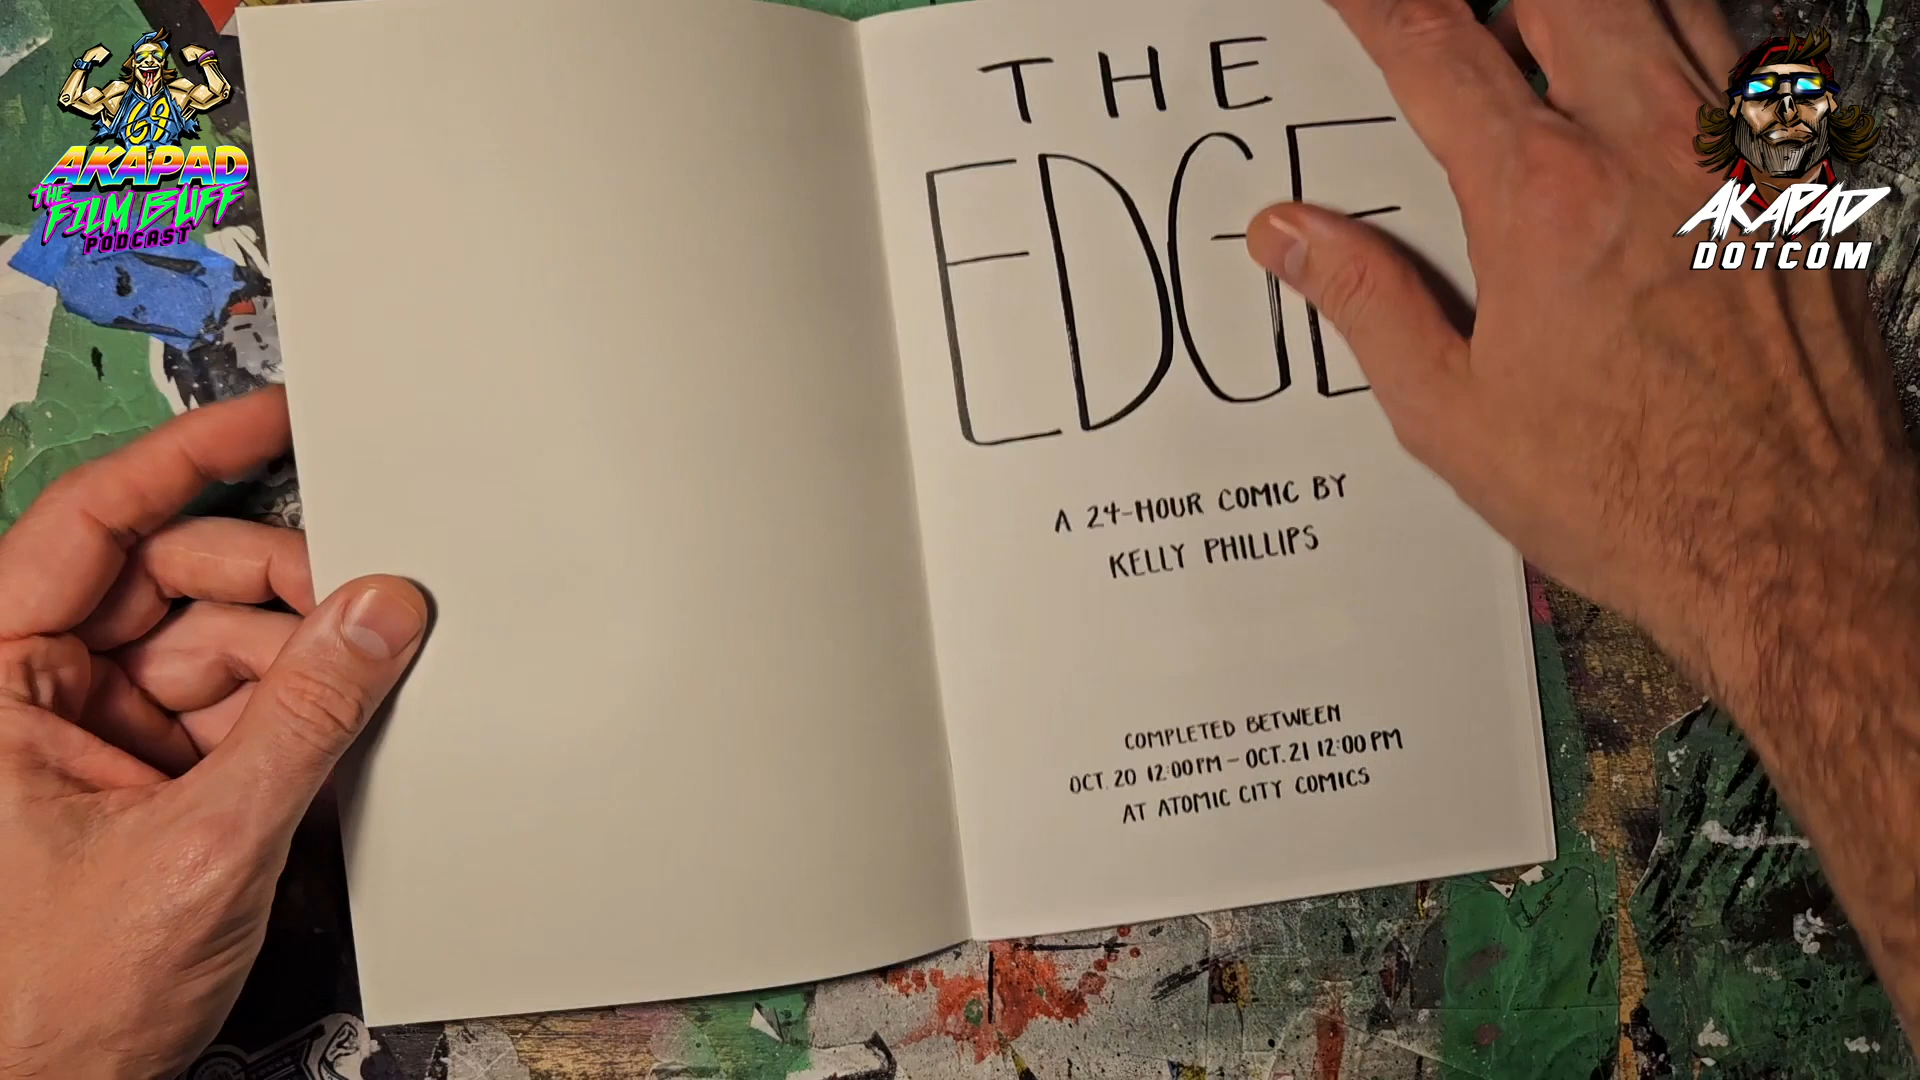 AKAPAD
THE
FILM BUFF
PODCAST
AKAPAD
DOTCOM
THE
EDGE
A 24-HOUR COMIC BY
KELLY PHILLIPS
COMPLETED BETWEEN
OCT. 20 12:00 PM – OCT. 21 12:00 PM
AT ATOMIC CITY COMICS